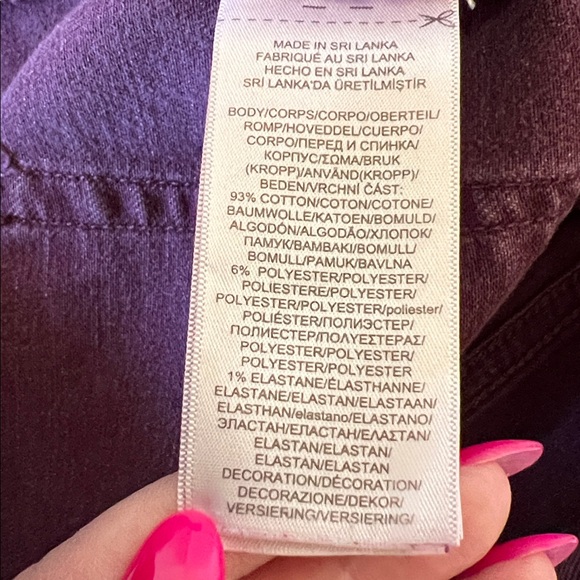 MADE IN SRI LANKA
FABRIQUÉ AU SRI LANKA
HECHO EN SRI LANKA
SRİ LANKA'DA ÜRETİLMİŞTİR
BODY/CORPS/CORPO/OBERTEIL/
ROMP/HOVEDDEL/CUERPO/
CORPO/ПЕРЕД И СПИНКА/
КОРПУС/ΣΩΜΑ/BRUK
(KROPP)/ANVÄND(KROPP)/
BEDEN/VRCHNÍ ČÁST:
93% COTTON/COTON/COTONE/
BAUMWOLLE/KATOEN/BOMULD/
ALGODÓN/ALGODÃO/ХЛОПОК/
ПАМУК/ΒΑΜΒΑΚΙ/BOMULL/
BOMULL/PAMUK/BAVLNA
6% POLYESTER/POLYESTER/
POLIESTERE/POLYESTER/
POLYESTER/POLYESTER/poliester/
POLIÉSTER/ПОЛИЭСТЕР/
ПОЛИЕСТЕР/ΠΟΛΥΕΣΤΕΡΑΣ/
POLYESTER/POLYESTER/
POLYESTER/POLYESTER
1% ELASTANE/ÉLASTHANNE/
ELASTANE/ELASTAN/ELASTAAN/
ELASTHAN/elastano/ELASTANO/
ЭЛАСТАН/ЕЛАСТАН/ΕΛΑΣΤΑΝ/
ELASTAN/ELASTAN/
ELASTAN/ELASTAN
DECORATION/DÉCORATION/
DECORAZIONE/DEKOR/
VERSIERING/VERSIERING/